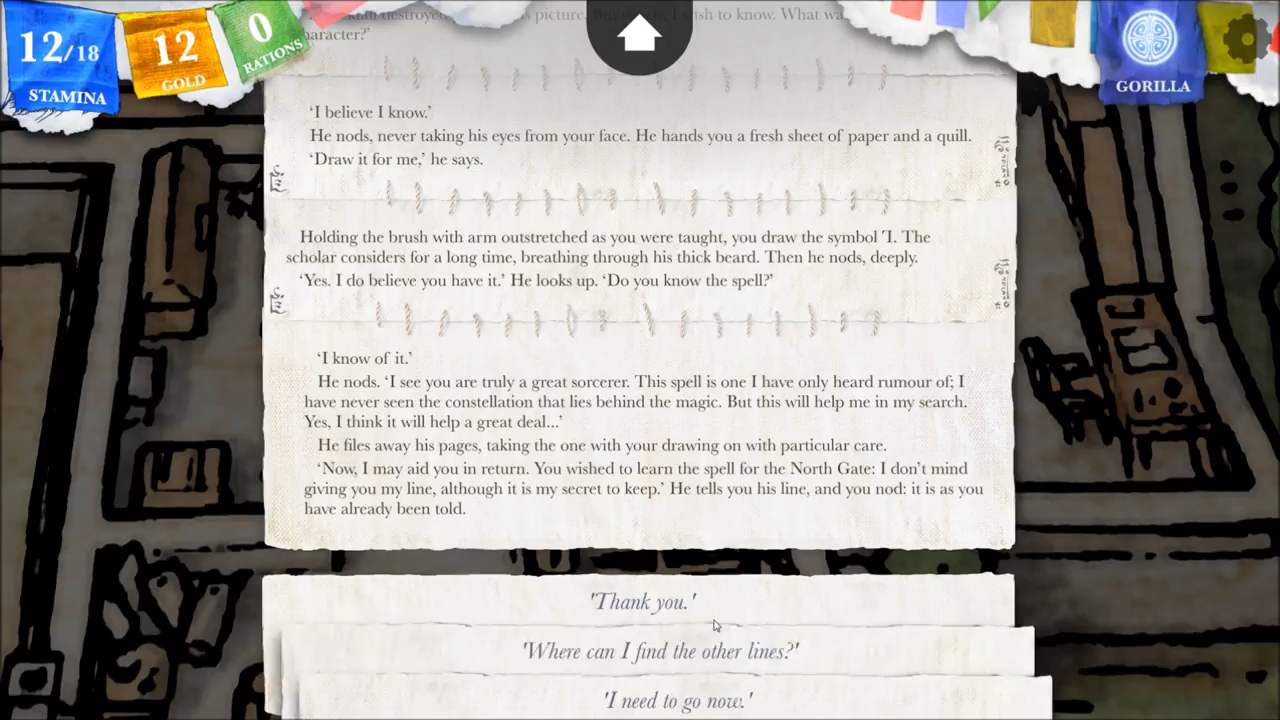 12/18
STAMINA
12
GOLD
0
RATIONS
GORILLA
picture. I wish to know. What
haracter?'
'I believe I know.'
He nods, never taking his eyes from your face. He hands you a fresh sheet of paper and a quill.
'Draw it for me,' he says.
Holding the brush with arm outstretched as you were taught, you draw the symbol 'I. The
scholar considers for a long time, breathing through his thick beard. Then he nods, deeply.
'Yes. I do believe you have it.' He looks up. 'Do you know the spell?'
'I know of it.'
He nods. 'I see you are truly a great sorcerer. This spell is one I have only heard rumour of; I
have never seen the constellation that lies behind the magic. But this will help me in my search.
Yes, I think it will help a great deal...'
He files away his pages, taking the one with your drawing on with particular care.
'Now, I may aid you in return. You wished to learn the spell for the North Gate: I don't mind
giving you my line, although it is my secret to keep.' He tells you his line, and you nod: it is as you
have already been told.
'Thank you.'
'Where can I find the other lines?'
'I need to go now.'